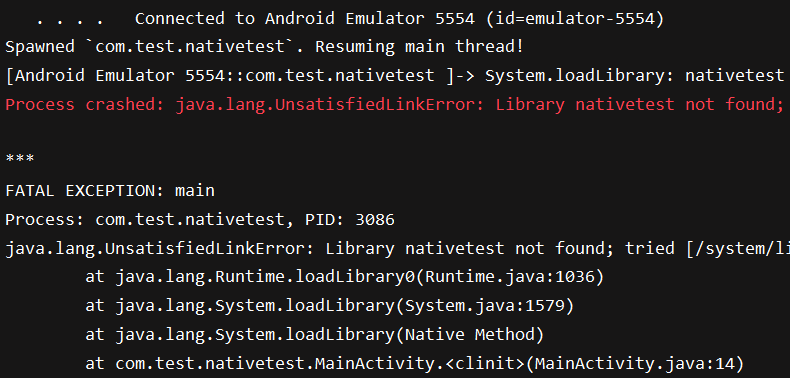 . . . .   Connected to Android Emulator 5554 (id=emulator-5554)
Spawned `com.test.nativetest`. Resuming main thread!
[Android Emulator 5554::com.test.nativetest ]-> System.loadLibrary: nativetest
Process crashed: java.lang.UnsatisfiedLinkError: Library nativetest not found;
***
FATAL EXCEPTION: main
Process: com.test.nativetest, PID: 3086
java.lang.UnsatisfiedLinkError: Library nativetest not found; tried [/system/li
at java.lang.Runtime.loadLibrary0(Runtime.java:1036)
at java.lang.System.loadLibrary(System.java:1579)
at java.lang.System.loadLibrary(Native Method)
at com.test.nativetest.MainActivity.<clinit>(MainActivity.java:14)